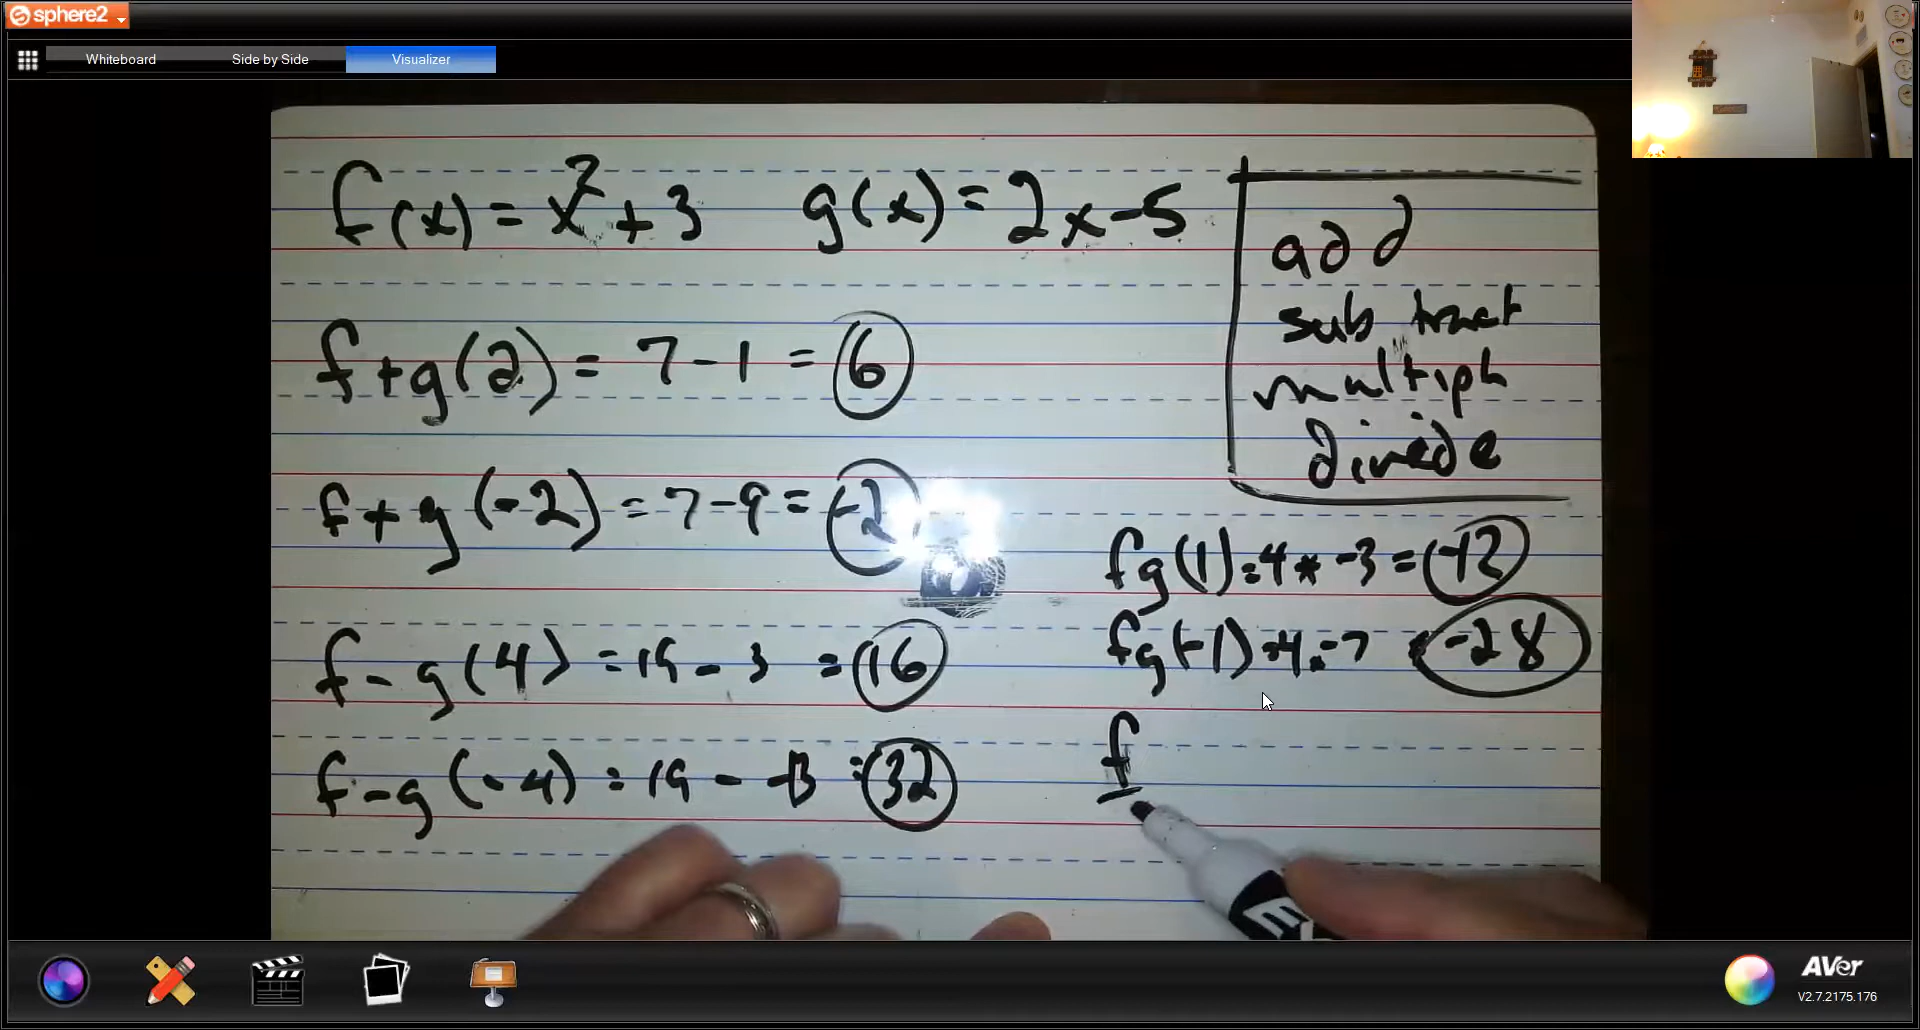 sphere2
Whiteboard Side by Side Visualizer
f(x) = x²+3 g(x) = 2x-5
add
subtract
multiply
divide
f+g(2) = 7-1 = 6
f+g(-2) = 7-9 = -2
f-g(4) = 19-3 = 16
f-g(-4) = 19--13 = 32
fg(1) = 4*-3 = -12
fg(-1) = 4.-7 = -28
f
AVer
V2.7.2175.176